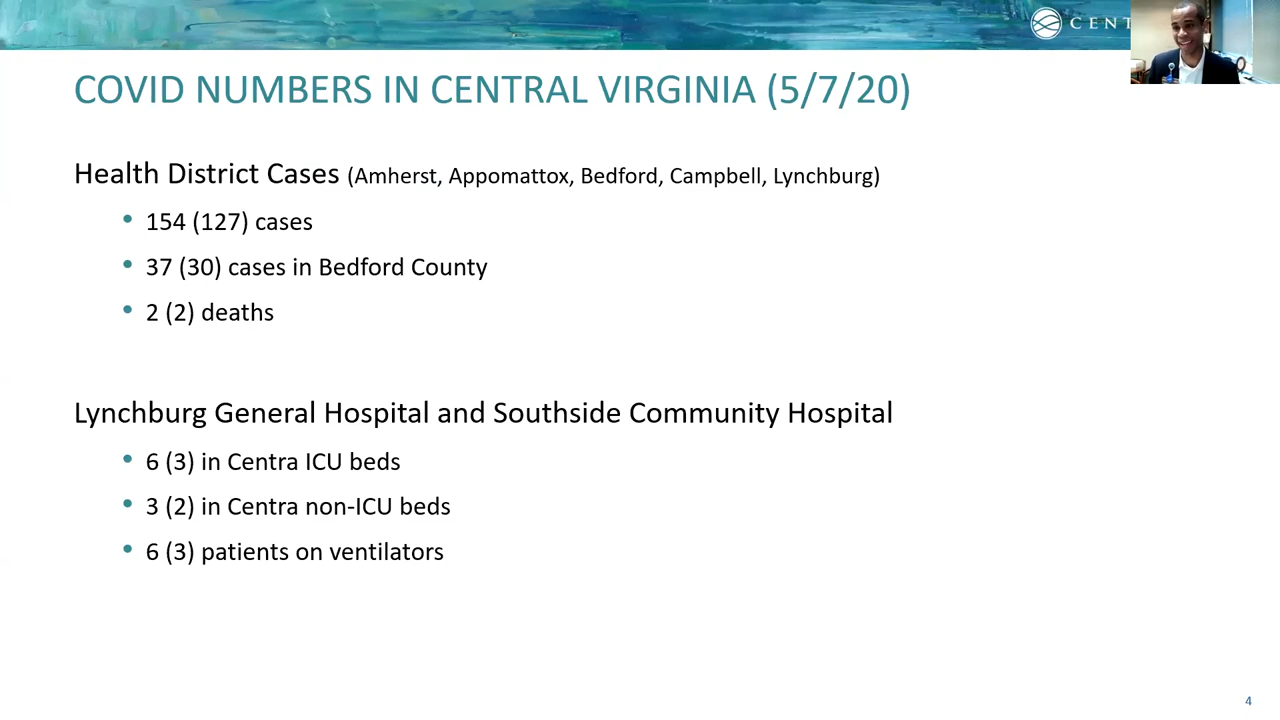 CENT
COVID NUMBERS IN CENTRAL VIRGINIA (5/7/20)
Health District Cases (Amherst, Appomattox, Bedford, Campbell, Lynchburg)
• 154 (127) cases
• 37 (30) cases in Bedford County
• 2 (2) deaths
Lynchburg General Hospital and Southside Community Hospital
• 6 (3) in Centra ICU beds
• 3 (2) in Centra non-ICU beds
• 6 (3) patients on ventilators
4